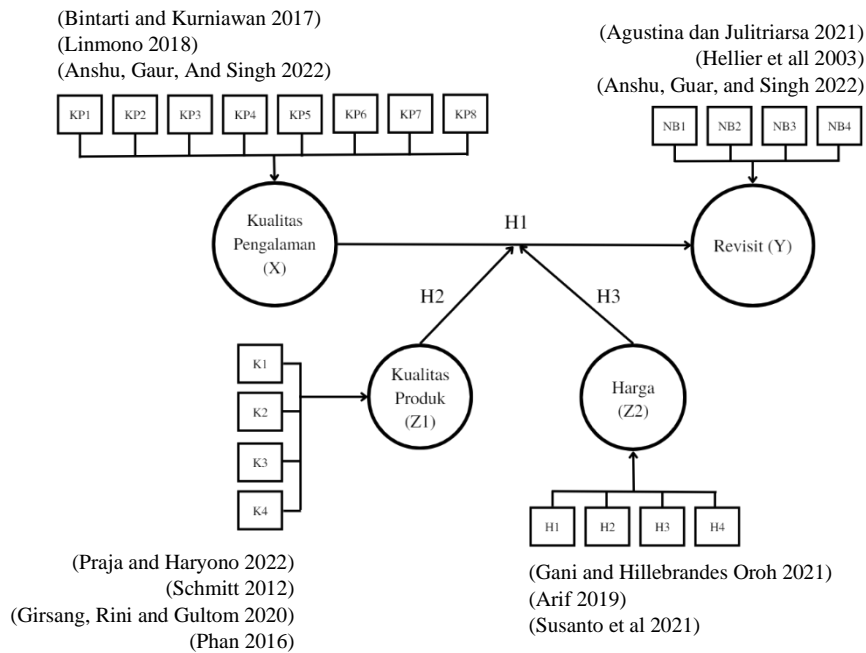 (Bintarti and Kurniawan 2017)
(Linmono 2018)
(Anshu, Gaur, And Singh 2022)
(Agustina dan Julitriarsa 2021)
(Hellier et all 2003)
(Anshu, Guar, and Singh 2022)
KP1 KP2 KP3 KP4 KP5 KP6 KP7 KP8
NB1 NB2 NB3 NB4
Kualitas
Pengalaman
(X)
H1
Revisit (Y)
H2
H3
K1
K2
K3
K4
Kualitas
Produk
(Z1)
Harga
(Z2)
H1 H2 H3 H4
(Praja and Haryono 2022)
(Schmitt 2012)
(Girsang, Rini and Gultom 2020)
(Phan 2016)
(Gani and Hillebrandes Oroh 2021)
(Arif 2019)
(Susanto et al 2021)